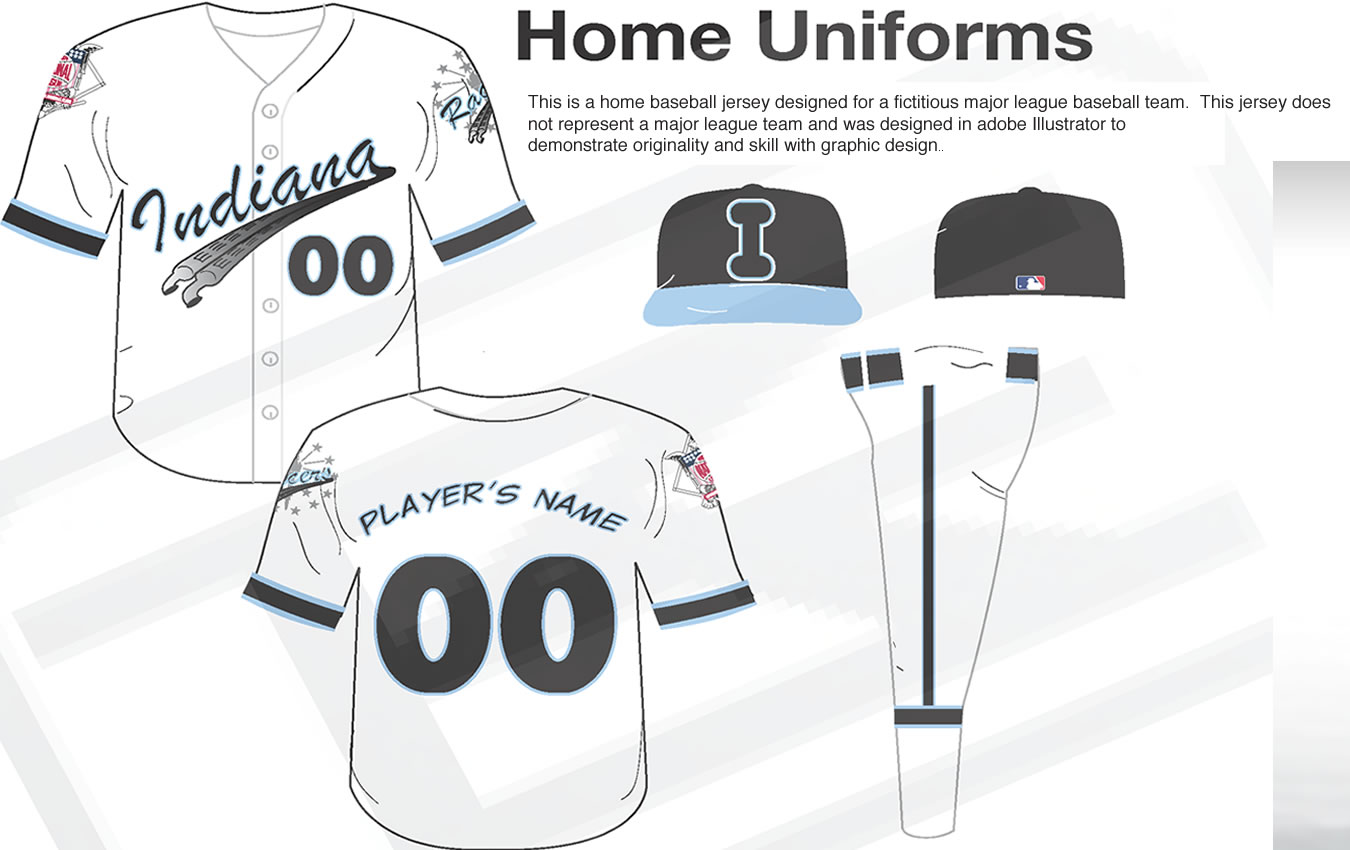 Home Uniforms
This is a home baseball jersey designed for a fictitious major league baseball team.  This jersey does
not represent a major league team and was designed in adobe Illustrator to
demonstrate originality and skill with graphic design..
Rac
Indiana
00
I
cers
PLAYER'S NAME
00